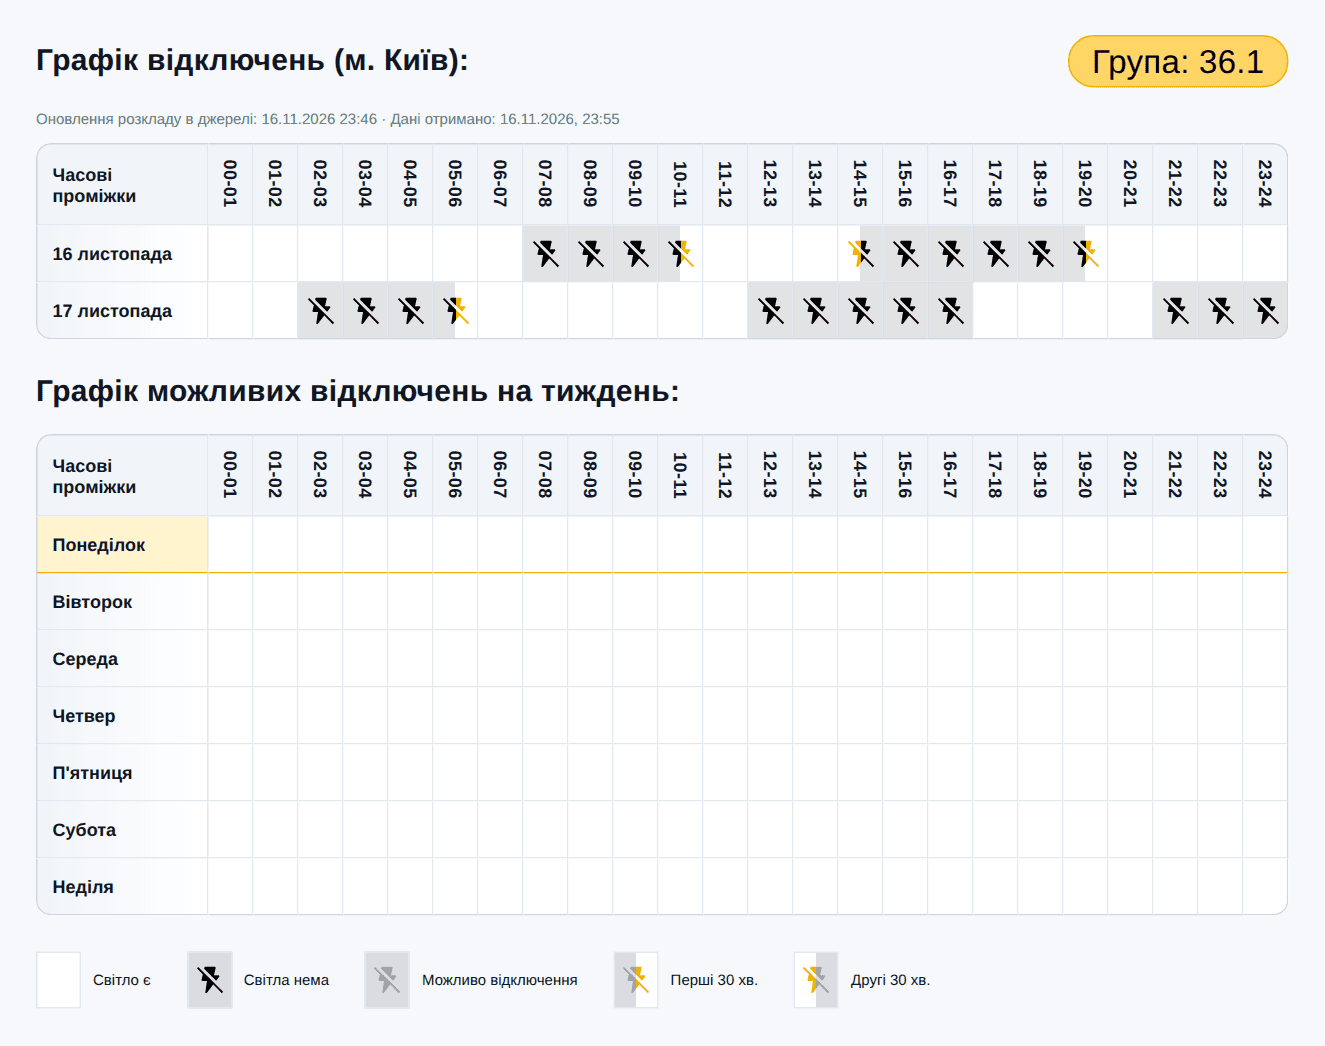 Графік відключень (м. Київ):
Група: 36.1
Оновлення розкладу в джерелі: 16.11.2026 23:46 · Дані отримано: 16.11.2026, 23:55
Часові
проміжки
00-01 01-02 02-03 03-04 04-05 05-06 06-07 07-08 08-09 09-10 10-11 11-12 12-13 13-14 14-15 15-16 16-17 17-18 18-19 19-20 20-21 21-22 22-23 23-24
16 листопада
17 листопада
Графік можливих відключень на тиждень:
Часові
проміжки
00-01 01-02 02-03 03-04 04-05 05-06 06-07 07-08 08-09 09-10 10-11 11-12 12-13 13-14 14-15 15-16 16-17 17-18 18-19 19-20 20-21 21-22 22-23 23-24
Понеділок
Вівторок
Середа
Четвер
П'ятниця
Субота
Неділя
Світло є Світла нема Можливо відключення Перші 30 хв. Другі 30 хв.